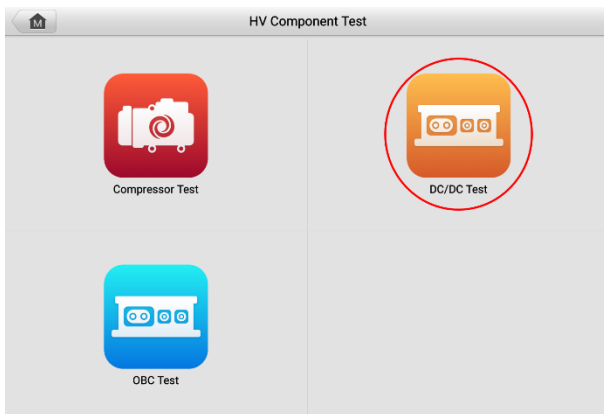 M
HV Component Test
Compressor Test
DC/DC Test
OBC Test